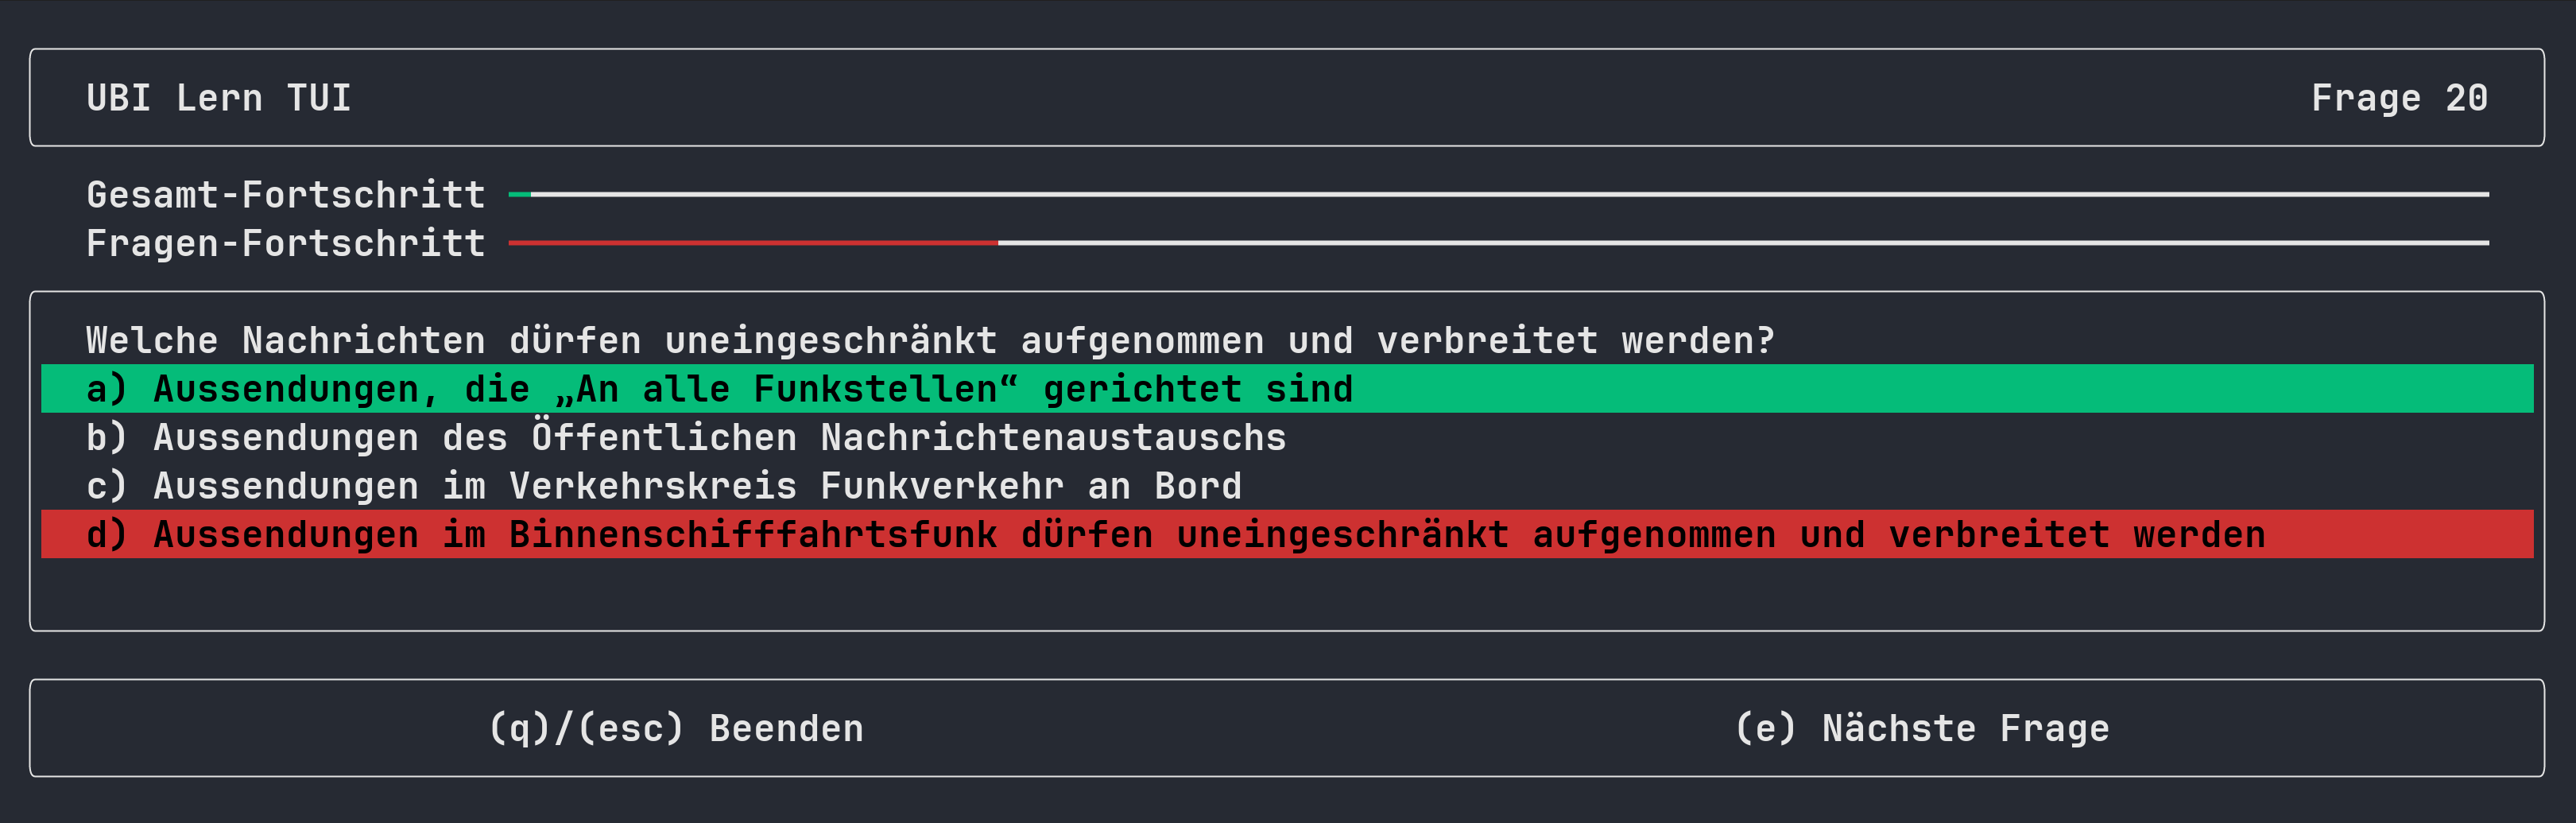 UBI Lern TUI Frage 20
Gesamt-Fortschritt
Fragen-Fortschritt
Welche Nachrichten dürfen uneingeschränkt aufgenommen und verbreitet werden?
a) Aussendungen, die „An alle Funkstellen“ gerichtet sind
b) Aussendungen des Öffentlichen Nachrichtenaustauschs
c) Aussendungen im Verkehrskreis Funkverkehr an Bord
d) Aussendungen im Binnenschifffahrtsfunk dürfen uneingeschränkt aufgenommen und verbreitet werden
(q)/(esc) Beenden (e) Nächste Frage